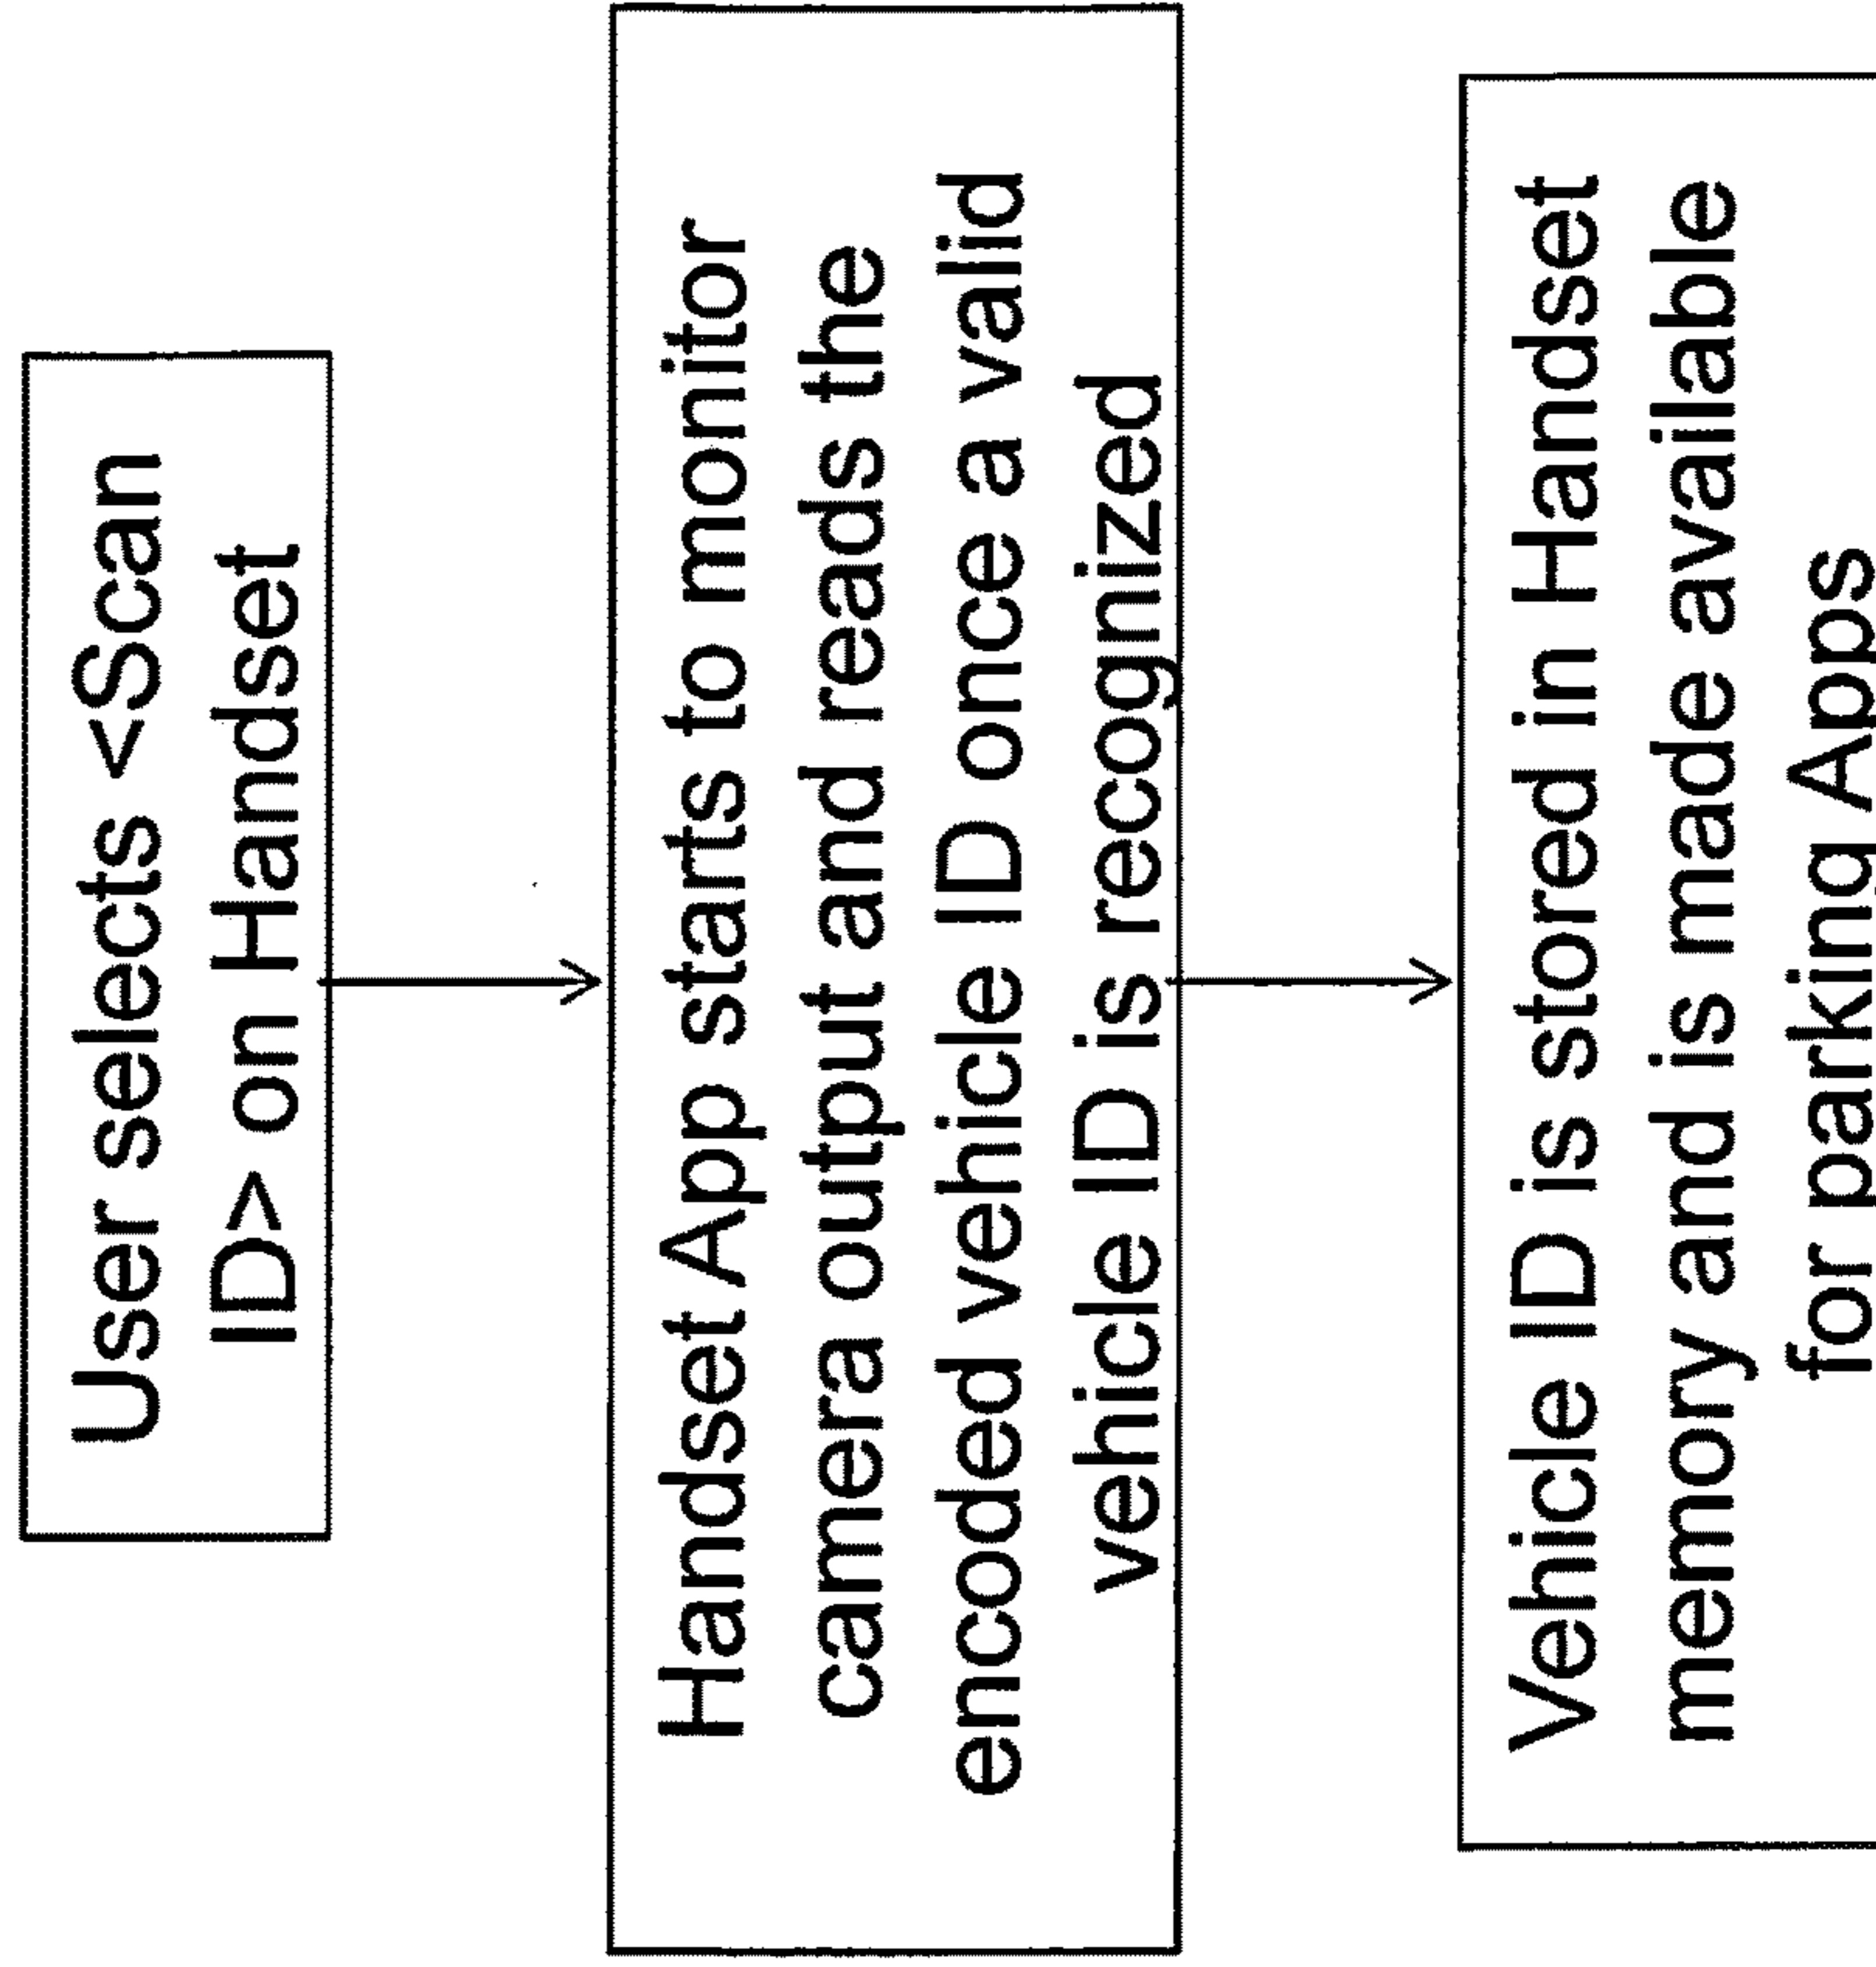 User selects <Scan
ID> on Handset
Handset App starts to monitor
camera output and reads the
encoded vehicle ID once a valid
vehicle ID is recognized
Vehicle ID is stored in Handset
memory and is made available
for parking Apps